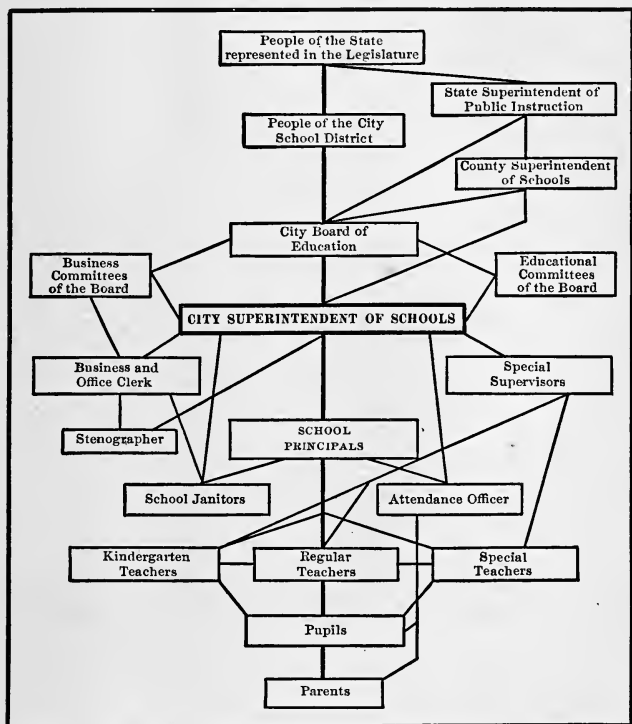 People of the State
represented in the Legislature
State Superintendent of
Public Instruction
People of the City
School District
County Superintendent
of Schools
City Board of
Education
Business
Committees
of the Board
Educational
Committees
of the Board
CITY SUPERINTENDENT OF SCHOOLS
Business and
Office Clerk
Special
Supervisors
Stenographer
SCHOOL
PRINCIPALS
School Janitors
Attendance Officer
Kindergarten
Teachers
Regular
Teachers
Special
Teachers
Pupils
Parents